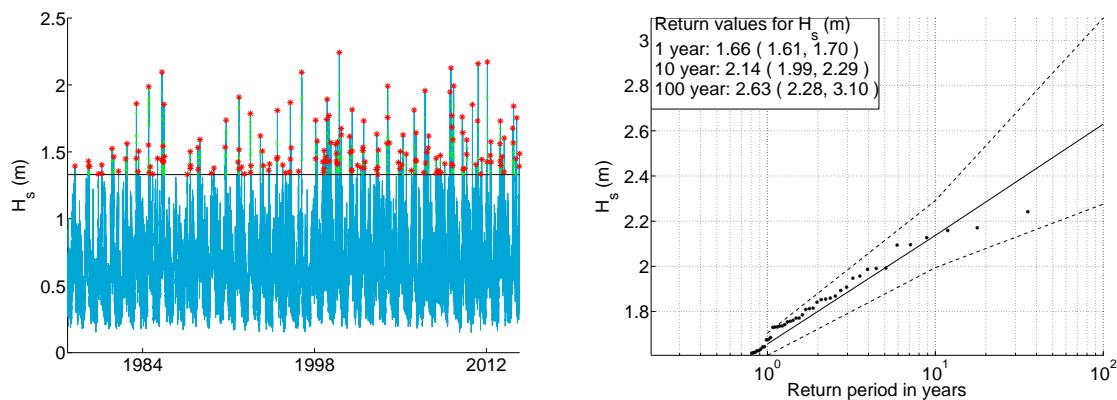 2.5
2
1.5
1
0.5
0
H_s (m)
1984
1998
2012
Return values for H_s (m)
1 year: 1.66 ( 1.61, 1.70)
10 year: 2.14 ( 1.99, 2.29 )
100 year: 2.63 ( 2.28, 3.10 )
3
2.8
2.6
2.4
2.2
2
1.8
H_s (m)
10^0
10^1
10^2
Return period in years